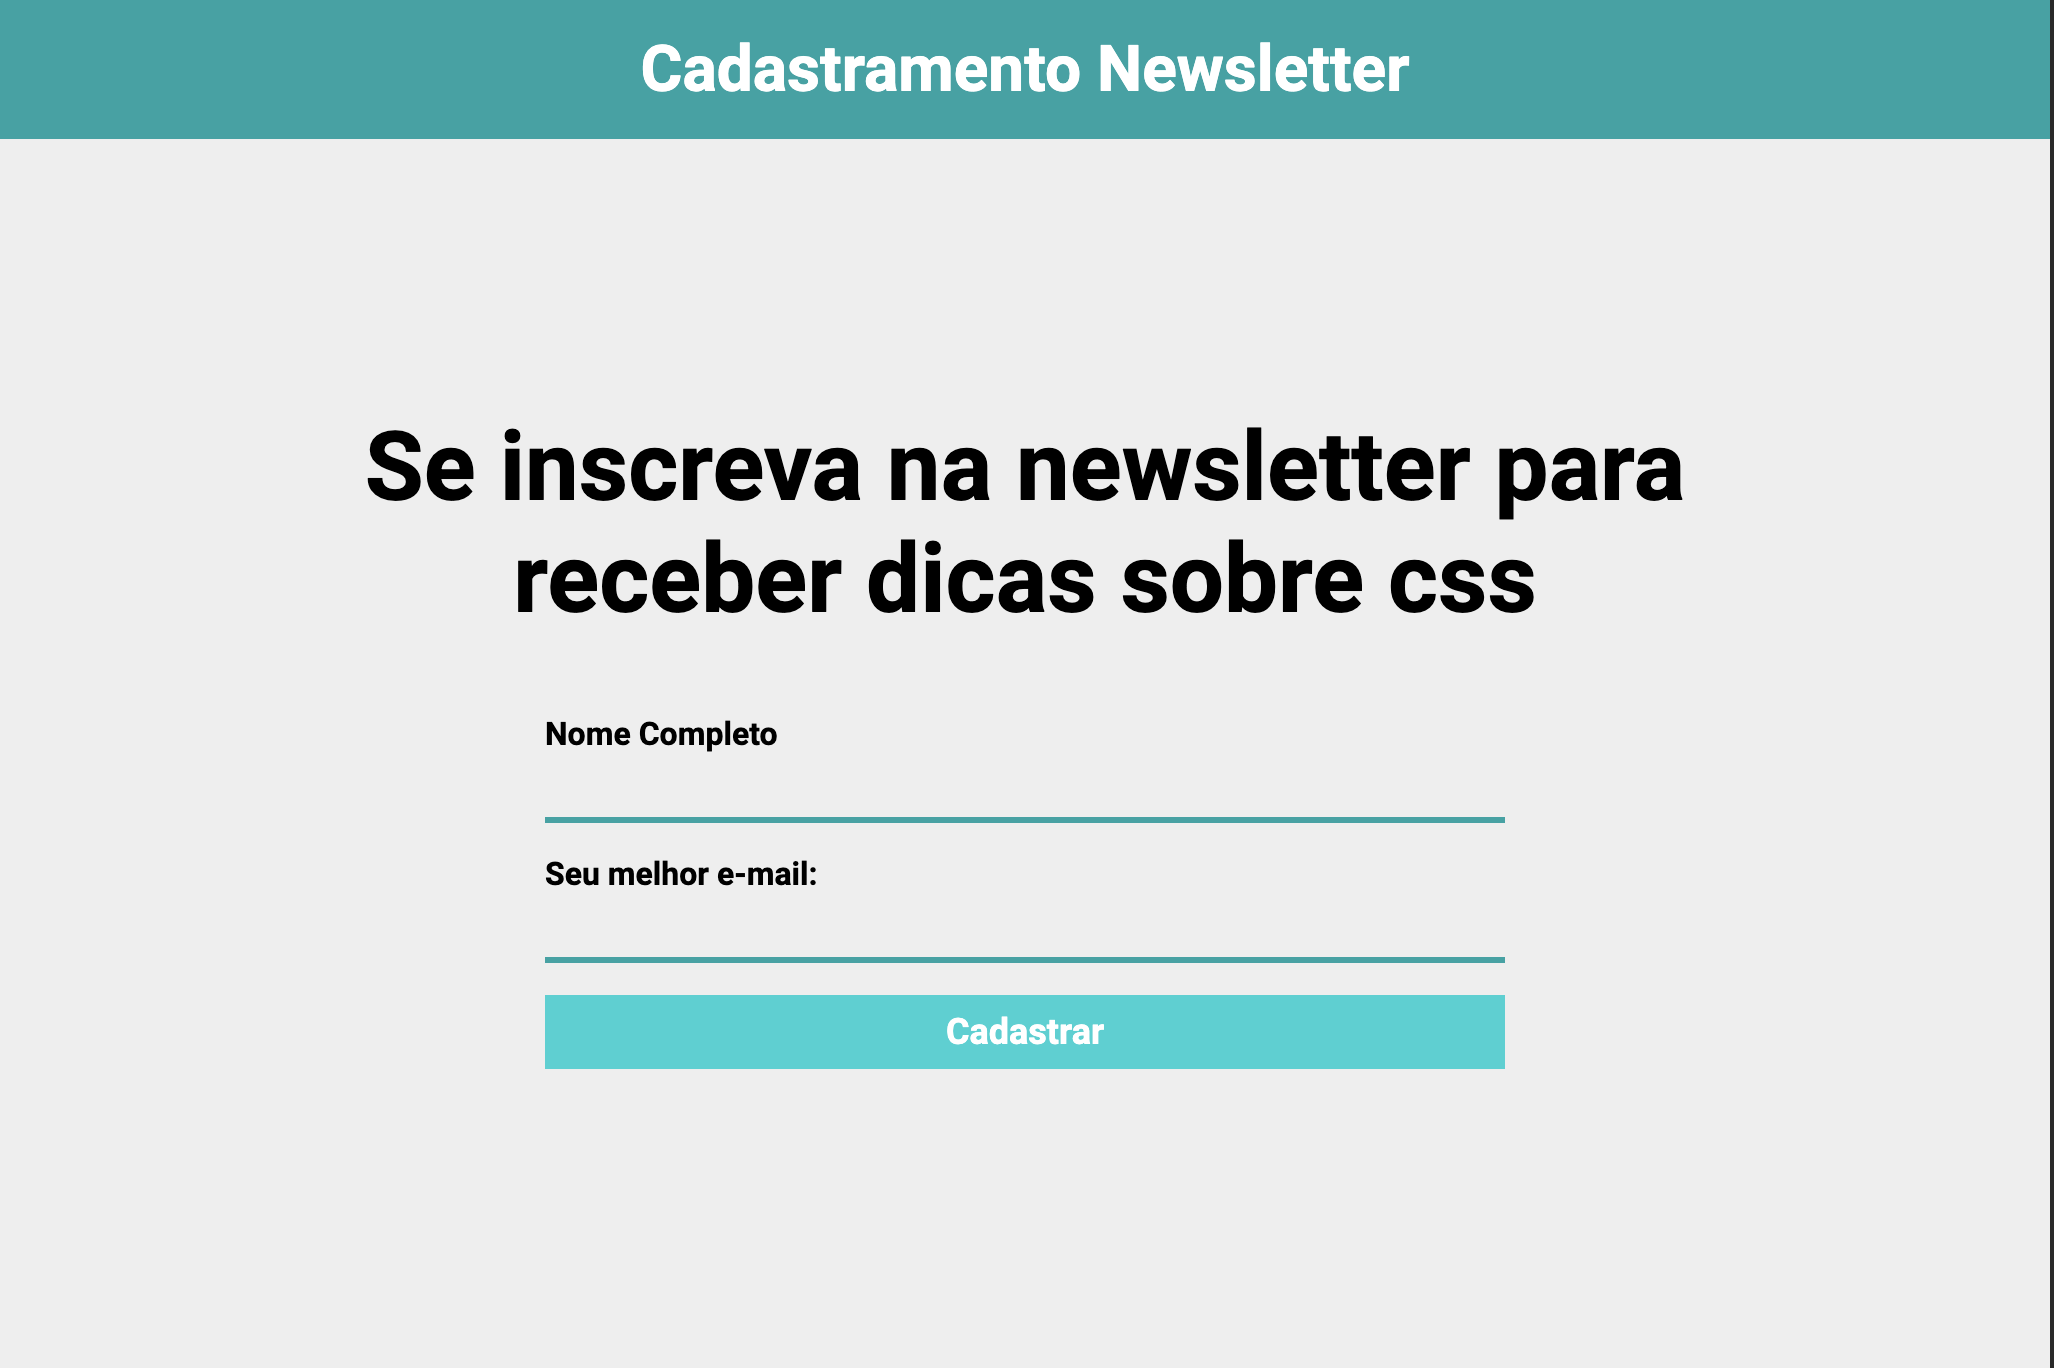 Cadastramento Newsletter
Se inscreva na newsletter para
receber dicas sobre css
Nome Completo
Seu melhor e-mail:
Cadastrar